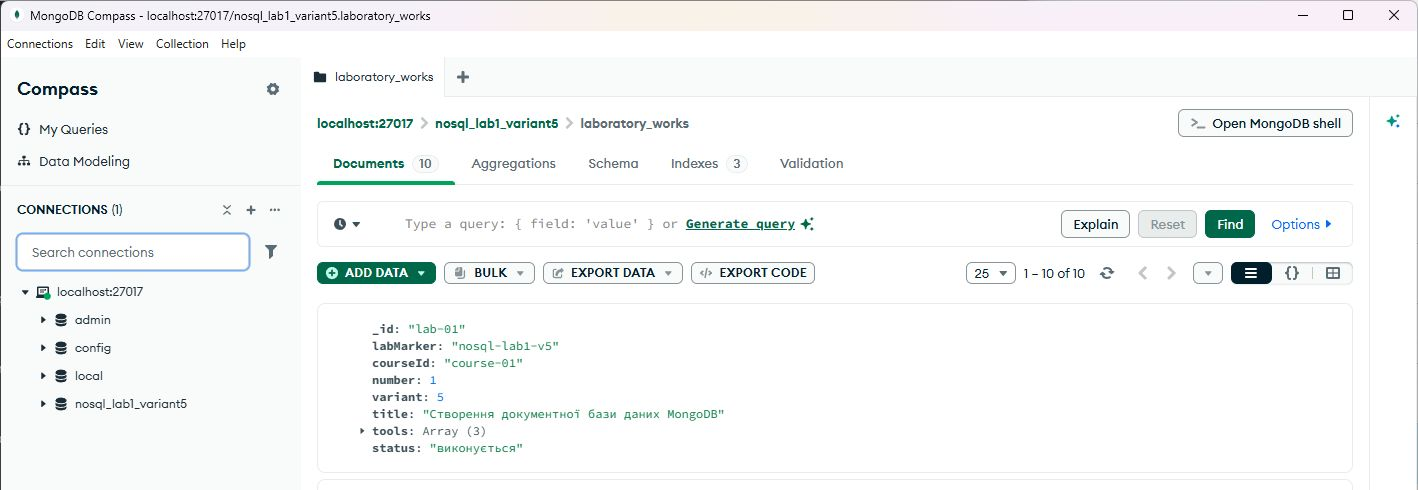 MongoDB Compass - localhost:27017/nosql_lab1_variant5.laboratory_works
Connections Edit View Collection Help
Compass
My Queries
Data Modeling
CONNECTIONS (1)
Search connections
localhost:27017
admin
config
local
nosql_lab1_variant5
laboratory_works
localhost:27017 > nosql_lab1_variant5 > laboratory_works
>_ Open MongoDB shell
Documents 10 Aggregations Schema Indexes 3 Validation
Type a query: { field: 'value' } or Generate query
Explain Reset Find Options
ADD DATA BULK EXPORT DATA EXPORT CODE
25 1 – 10 of 10
_id: "lab-01"
labMarker: "nosql-lab1-v5"
courseId: "course-01"
number: 1
variant: 5
title: "Створення документної бази даних MongoDB"
tools: Array (3)
status: "виконується"